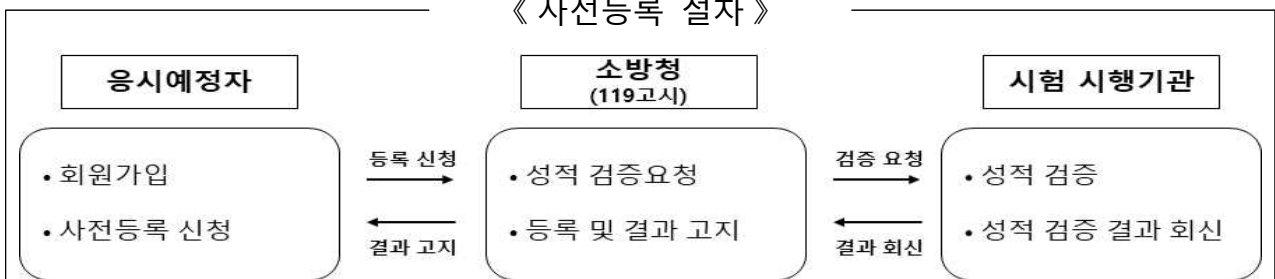 《 사전등록 절차 》
응시예정자
소방청
(119고시)
시험 시행기관
• 회원가입
• 사전등록 신청
등록 신청
결과 고지
• 성적 검증요청
• 등록 및 결과 고지
검증 요청
결과 회신
• 성적 검증
• 성적 검증 결과 회신